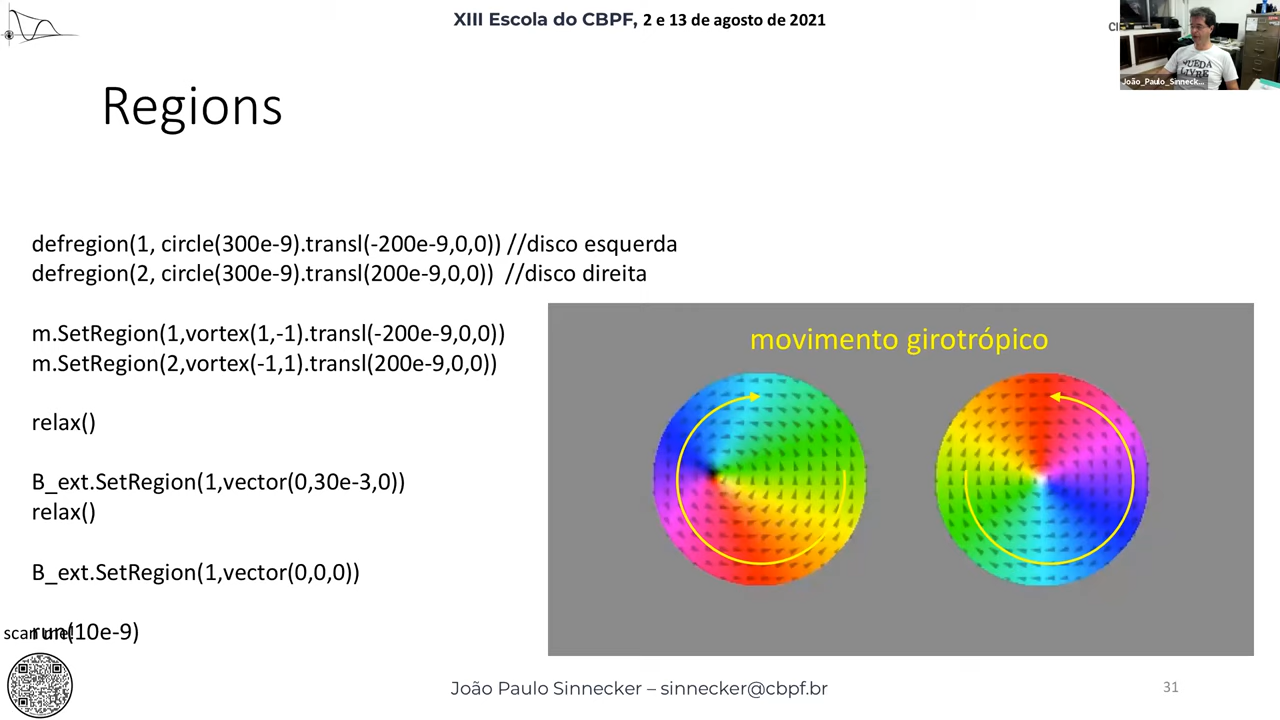 XIII Escola do CBPF, 2 e 13 de agosto de 2021
João_Paulo_Sinneck...
Regions
defregion(1, circle(300e-9).transl(-200e-9,0,0)) //disco esquerda
defregion(2, circle(300e-9).transl(200e-9,0,0)) //disco direita
m.SetRegion(1,vortex(1,-1).transl(-200e-9,0,0))
m.SetRegion(2,vortex(-1,1).transl(200e-9,0,0))
relax()
B_ext.SetRegion(1,vector(0,30e-3,0))
relax()
B_ext.SetRegion(1,vector(0,0,0))
run(10e-9)
movimento girotrópico
scan me!
João Paulo Sinnecker – sinnecker@cbpf.br
31